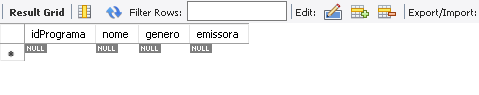 Result Grid Filter Rows: Edit: Export/Import:
idPrograma nome genero emissora
NULL NULL NULL NULL